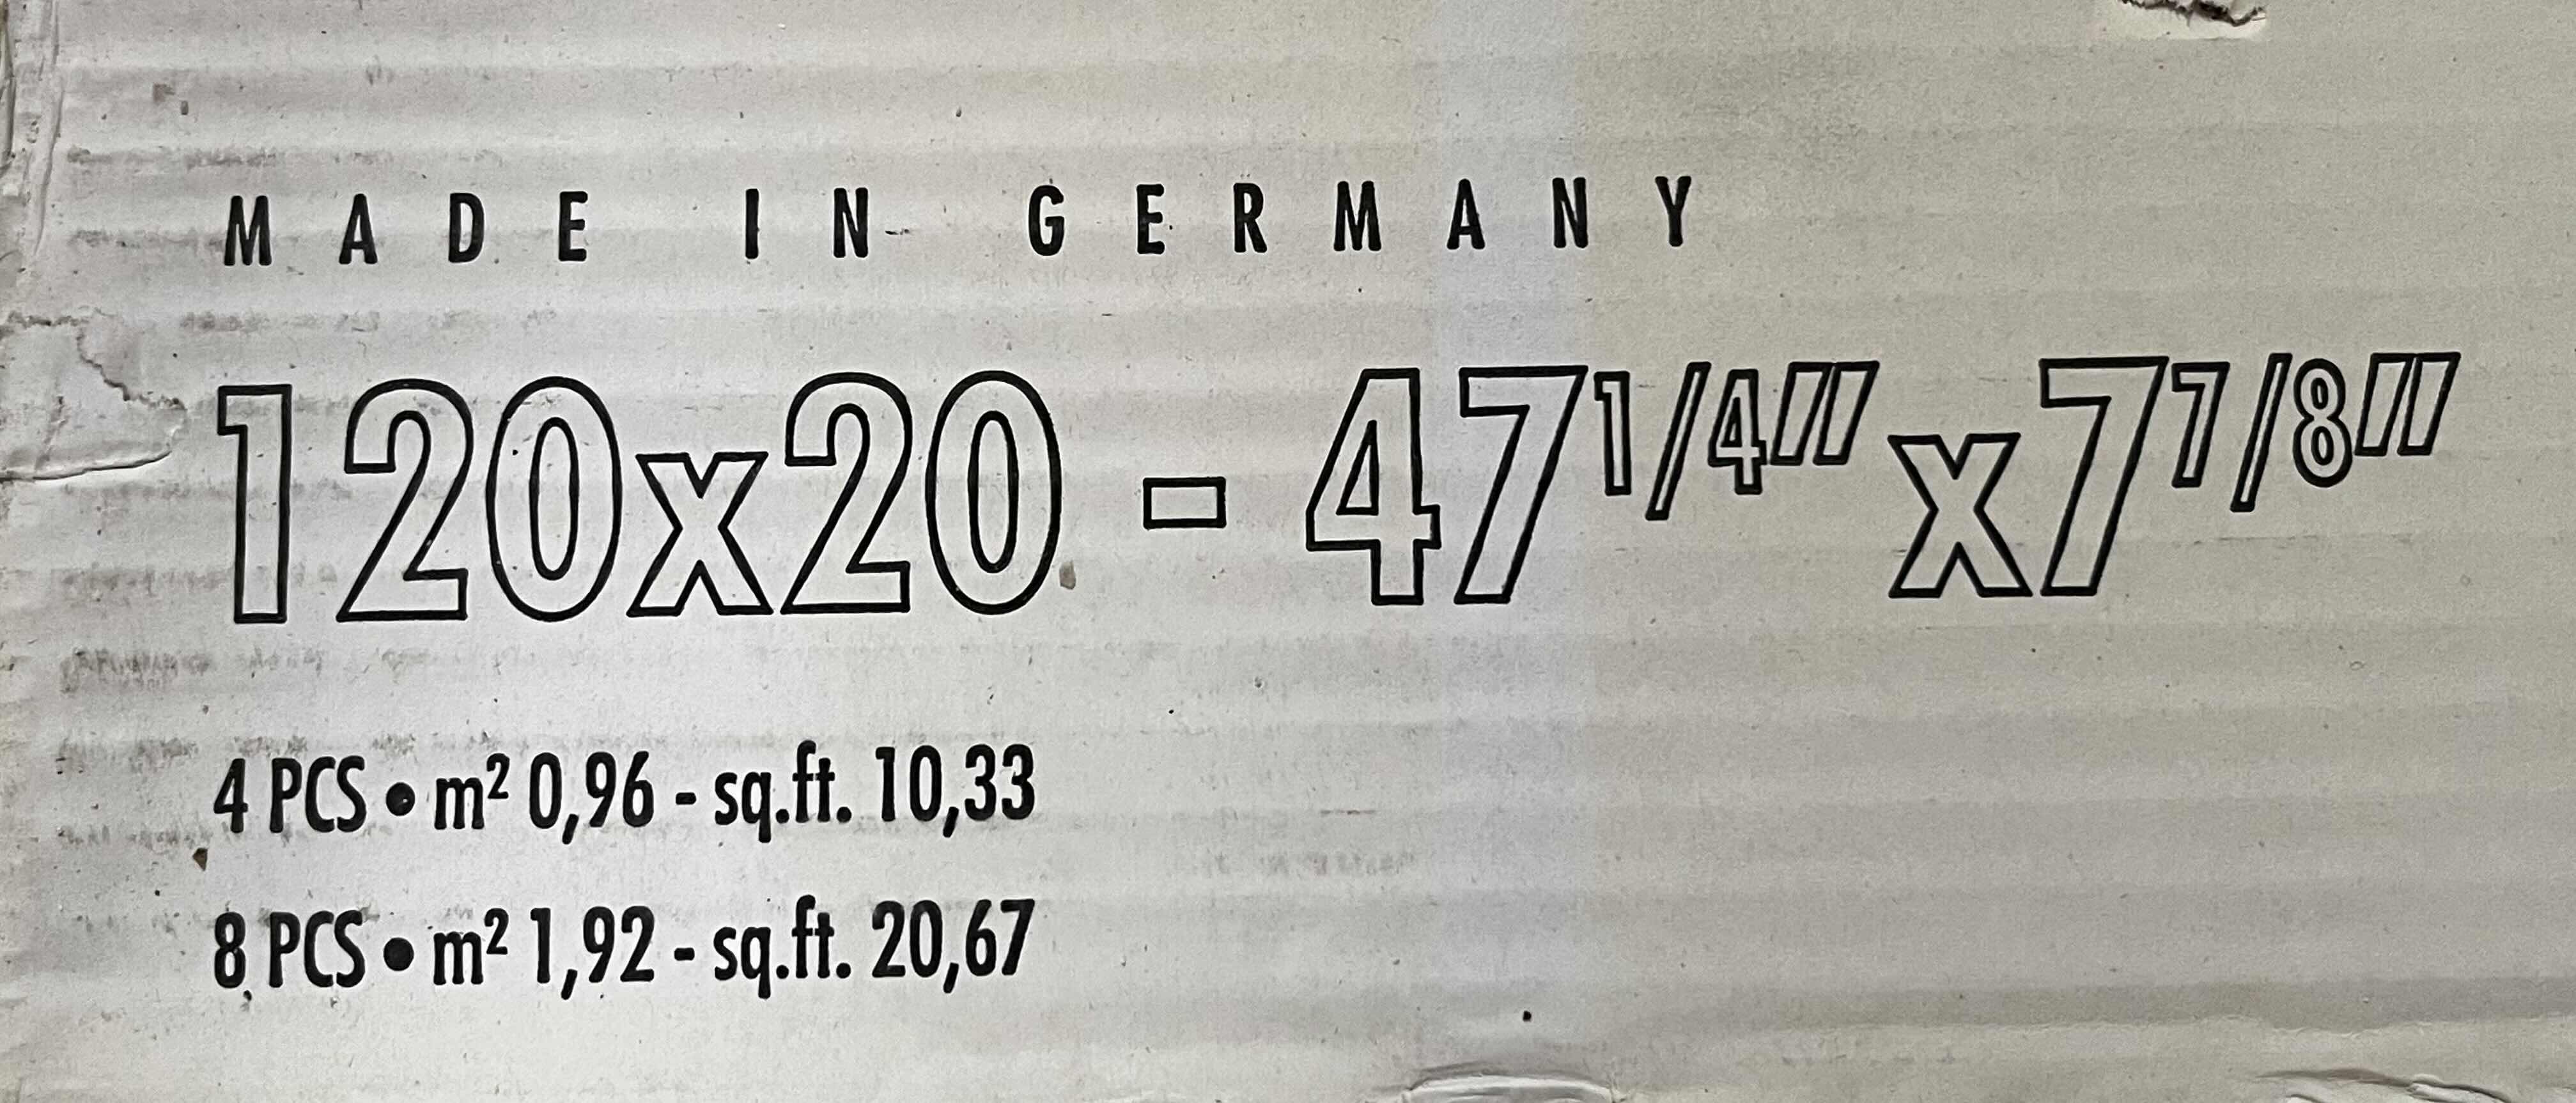 MADE IN GERMANY
120x20 - 47 1/4"x7 7/8"
4 PCS • m² 0,96 - sq.ft. 10,33
8 PCS • m² 1,92 - sq.ft. 20,67